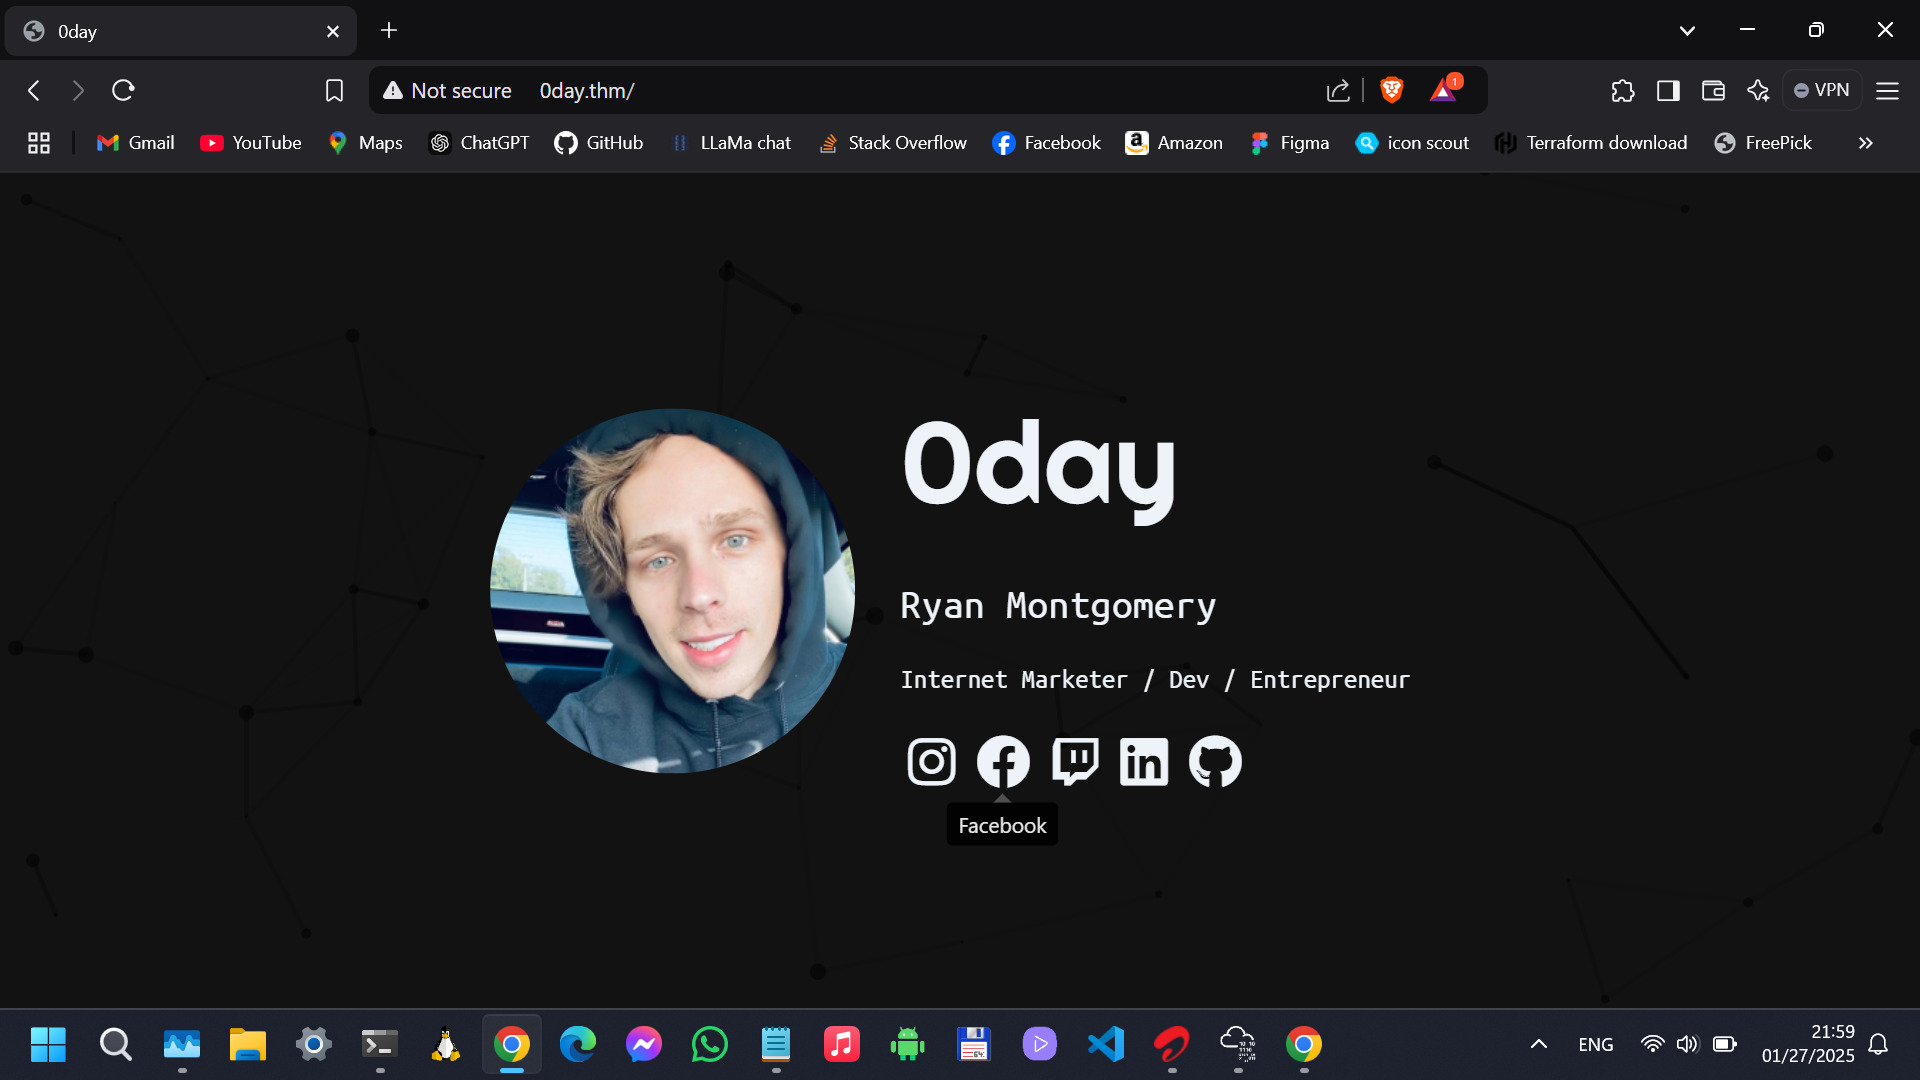 0day
Not secure 0day.thm/
1
VPN
Gmail YouTube Maps ChatGPT GitHub LLaMa chat Stack Overflow Facebook Amazon Figma icon scout Terraform download FreePick
0day
Ryan Montgomery
Internet Marketer / Dev / Entrepreneur
Facebook
ENG
21:59
01/27/2025